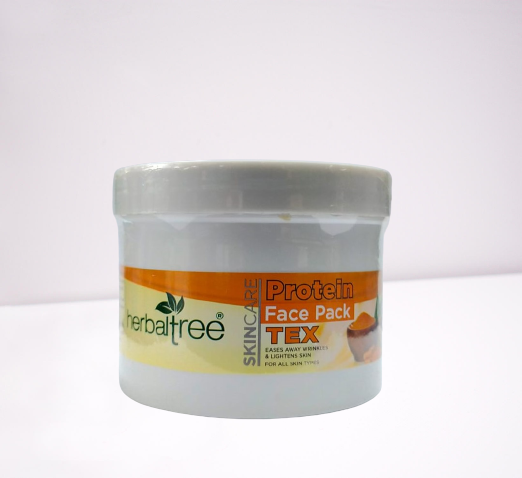 herbaltree®
SKINCARE
Protein
Face Pack
TEX
EASES AWAY WRINKLES
& LIGHTENS SKIN
FOR ALL SKIN TYPES